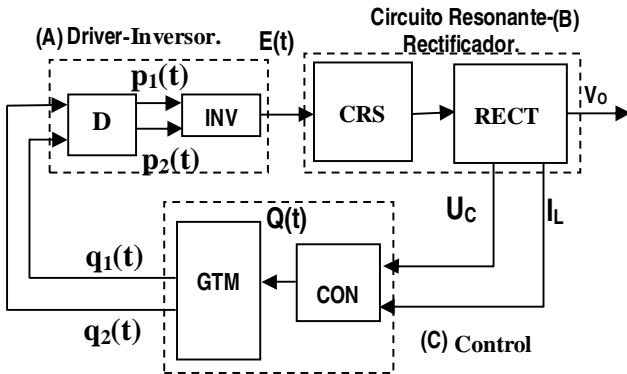 (A) Driver-Inversor.
E(t)
Circuito Resonante-(B)
Rectificador.
p1(t)
D
INV
p2(t)
CRS
RECT
Vo
UC
IL
Q(t)
q1(t)
GTM
CON
q2(t)
(C) Control